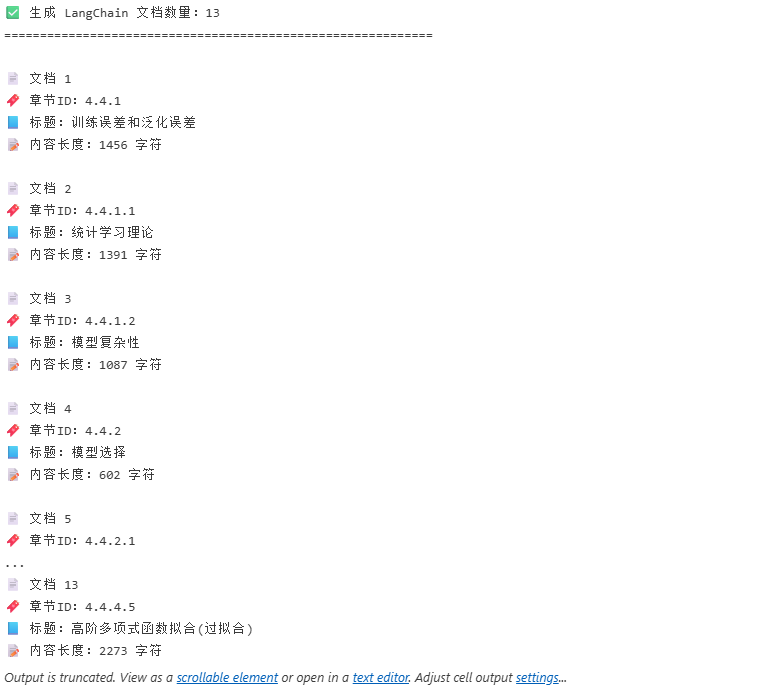 ✅ 生成 LangChain 文档数量: 13
============================================================
📄 文档 1
🔖 章节ID: 4.4.1
📘 标题: 训练误差和泛化误差
📝 内容长度: 1456 字符
📄 文档 2
🔖 章节ID: 4.4.1.1
📘 标题: 统计学习理论
📝 内容长度: 1391 字符
📄 文档 3
🔖 章节ID: 4.4.1.2
📘 标题: 模型复杂性
📝 内容长度: 1087 字符
📄 文档 4
🔖 章节ID: 4.4.2
📘 标题: 模型选择
📝 内容长度: 602 字符
📄 文档 5
🔖 章节ID: 4.4.2.1
...
📄 文档 13
🔖 章节ID: 4.4.4.5
📘 标题: 高阶多项式函数拟合(过拟合)
📝 内容长度: 2273 字符
Output is truncated. View as a scrollable element or open in a text editor. Adjust cell output settings...